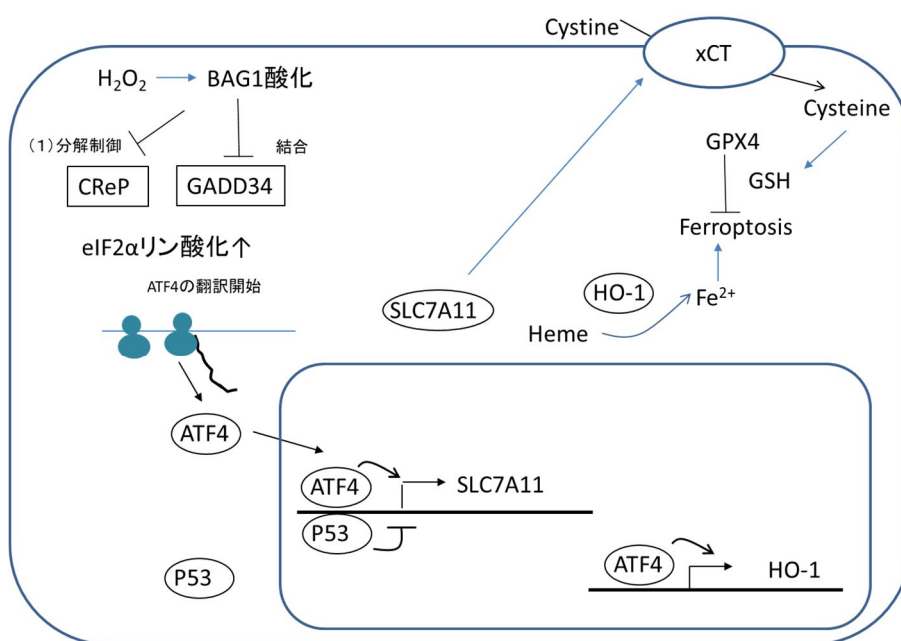 Cystine
xCT
H₂O₂
BAG1酸化
Cysteine
(1)分解制御
結合
GPX4
CReP
GADD34
GSH
Ferroptosis
eIF2αリン酸化↑
ATF4の翻訳開始
HO-1
Fe²⁺
SLC7A11
Heme
ATF4
ATF4
SLC7A11
P53
P53
ATF4
HO-1